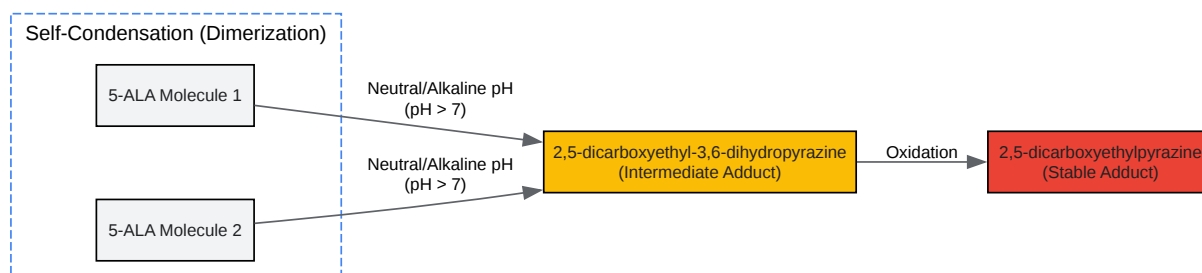 Self-Condensation (Dimerization)
5-ALA Molecule 1
Neutral/Alkaline pH
(pH > 7)
Neutral/Alkaline pH
(pH > 7)
5-ALA Molecule 2
2,5-dicarboxyethyl-3,6-dihydropyrazine
(Intermediate Adduct)
Oxidation
2,5-dicarboxyethylpyrazine
(Stable Adduct)